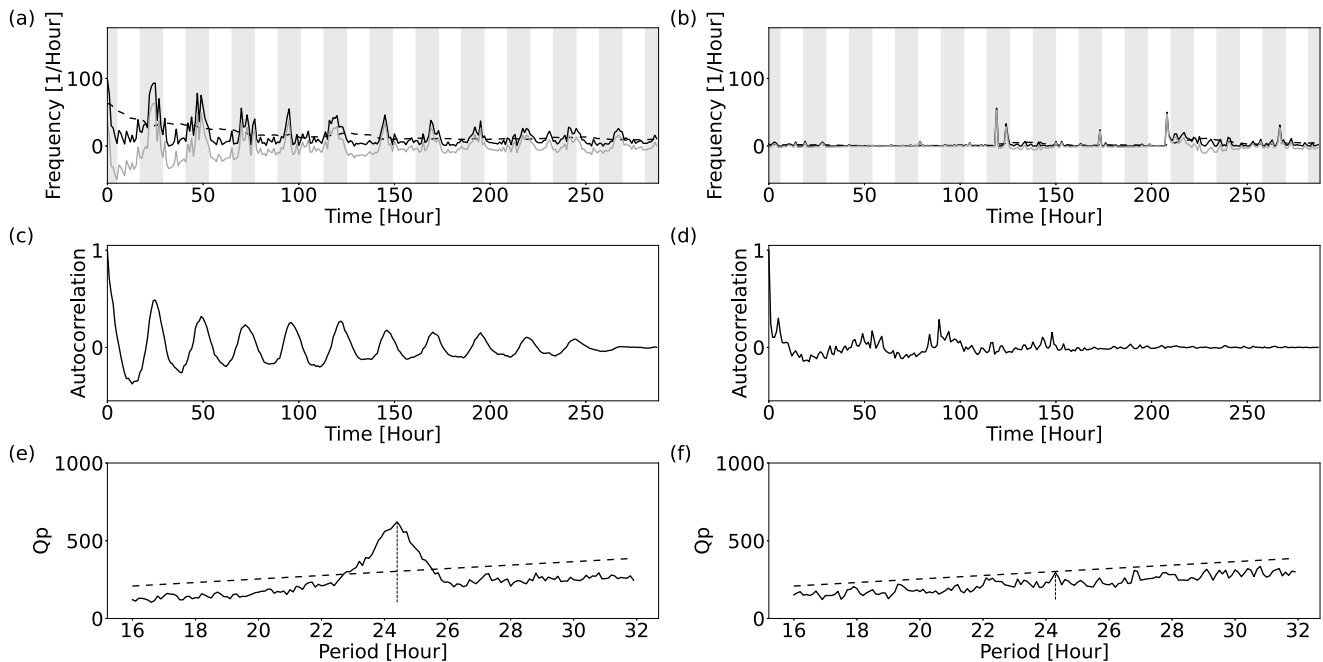 (a)
Frequency [1/Hour]
100
0
0 50 100 150 200 250
Time [Hour]
(b)
Frequency [1/Hour]
100
0
0 50 100 150 200 250
Time [Hour]
(c)
Autocorrelation
1
0
0 50 100 150 200 250
Time [Hour]
(d)
Autocorrelation
1
0
0 50 100 150 200 250
Time [Hour]
(e)
Qp
1000
500
0
16 18 20 22 24 26 28 30 32
Period [Hour]
(f)
Qp
1000
500
0
16 18 20 22 24 26 28 30 32
Period [Hour]